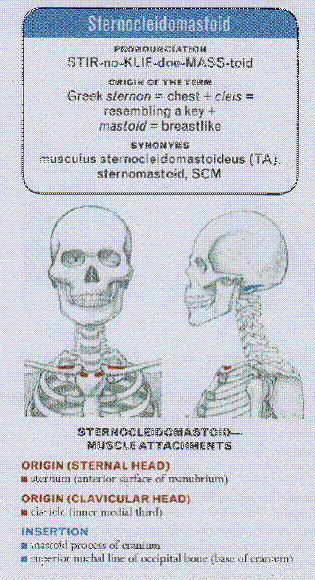 Sternocleidomastoid
PRONOUNCIATION
STIR-no-KLIF-doe-MASS-toid
ORIGIN OF THE TERM
Greek sternon = chest + cleis =
resembling a key +
mastoid = breastlike
SYNONYMS
musculus sternocleidomastoideus (TA),
sternomastoid, SCM
STERNOCLEIDOMASTOID—
MUSCLE ATTACHMENTS
ORIGIN (STERNAL HEAD)
sternum (anterior surface of manubrium)
ORIGIN (CLAVICULAR HEAD)
clavicle (inner medial third)
INSERTION
mastoid process of cranium
superior nuchal line of occipital bone (base of cranium)